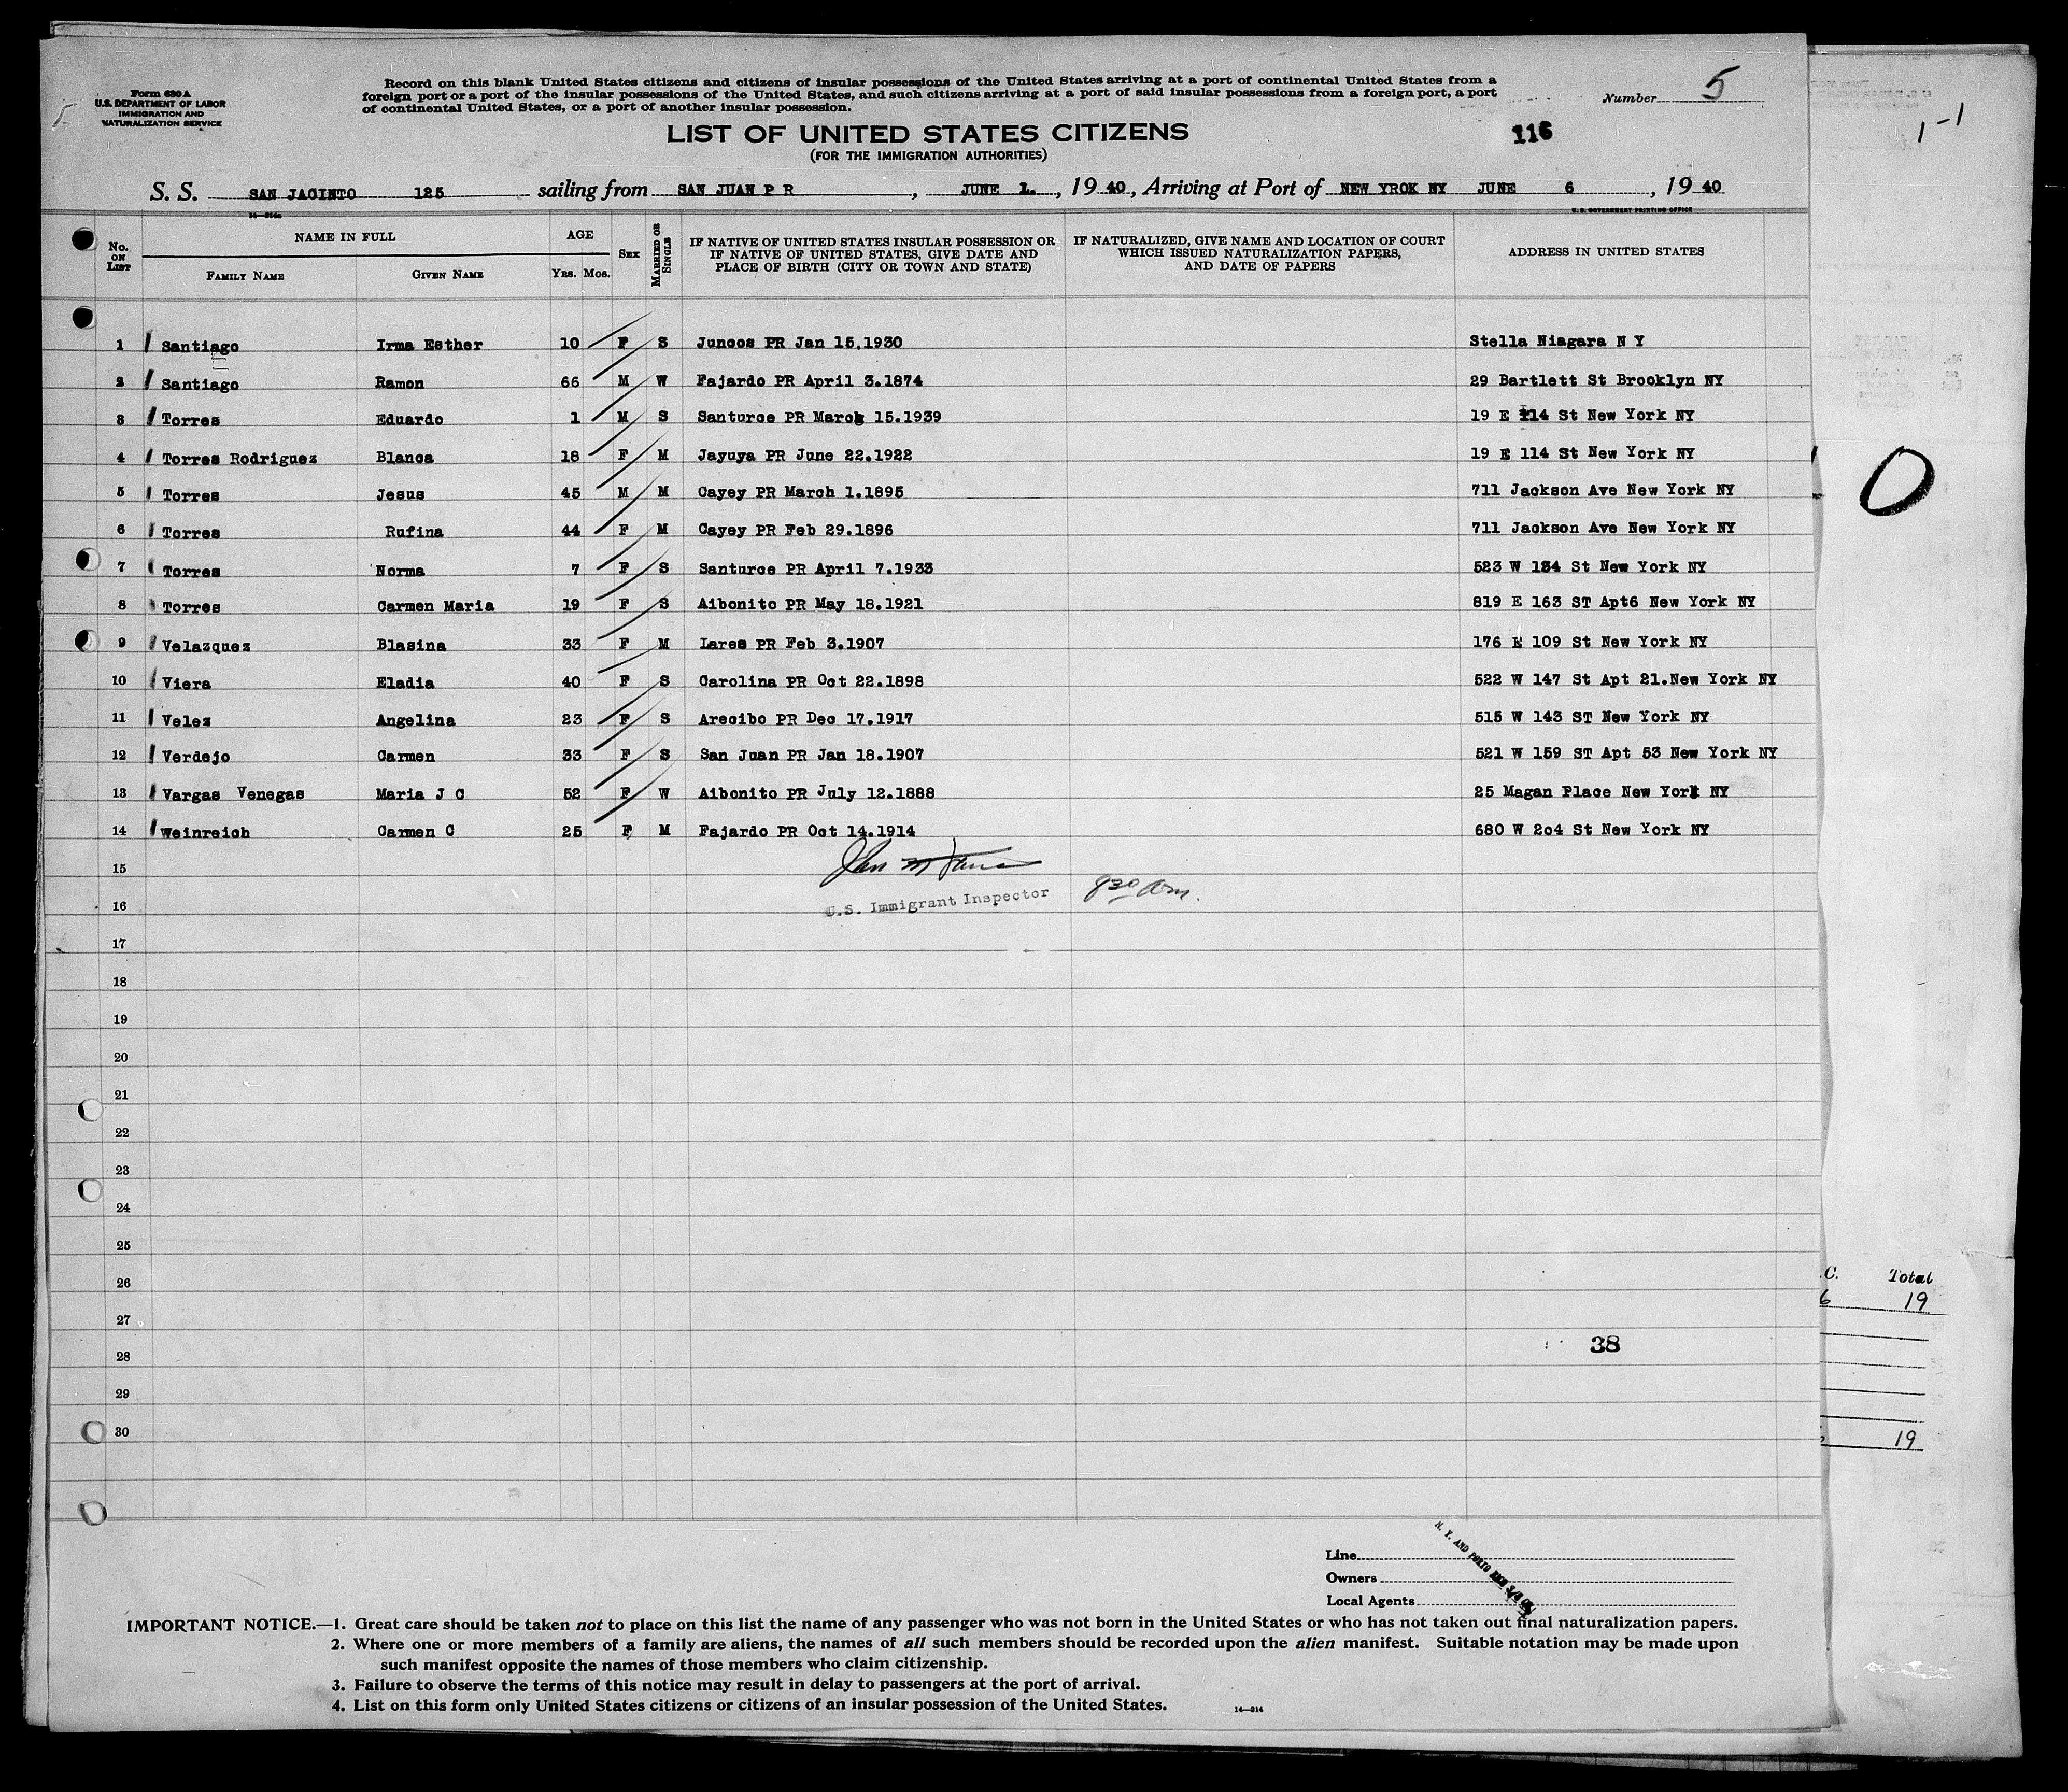 Form 630 A
U.S. DEPARTMENT OF LABOR
IMMIGRATION AND
NATURALIZATION SERVICE
Record on this blank United States citizens and citizens of insular possessions of the United States arriving at a port of continental United States from a
foreign port or a port of the insular possessions of the United States, and such citizens arriving at a port of said insular possessions from a foreign port, a port
of continental United States, or a port of another insular possession.
Number 5
LIST OF UNITED STATES CITIZENS
116
(FOR THE IMMIGRATION AUTHORITIES)
1-1
S. S. SAN JACINTO 125 sailing from SAN JUAN P R, JUNE 1, 1940, Arriving at Port of NEW YROK NY JUNE 6, 1940
14—314a U.S. GOVERNMENT PRINTING OFFICE
No. ON LIST NAME IN FULL AGE SEX MARRIED OR SINGLE IF NATIVE OF UNITED STATES INSULAR POSSESSION OR IF NATIVE OF UNITED STATES, GIVE DATE AND PLACE OF BIRTH (CITY OR TOWN AND STATE) IF NATURALIZED, GIVE NAME AND LOCATION OF COURT WHICH ISSUED NATURALIZATION PAPERS, AND DATE OF PAPERS ADDRESS IN UNITED STATES
FAMILY NAME GIVEN NAME YRS. MOS.
1 Santiago Irma Esther 10 F S Juncos PR Jan 15.1930 Stella Niagara N Y
2 Santiago Ramon 66 M W Fajardo PR April 3.1874 29 Bartlett St Brooklyn NY
3 Torres Eduardo 1 M S Santurce PR March 15.1939 19 E 114 St New York NY
4 Torres Rodriguez Blanca 18 F M Jayuya PR June 22.1922 19 E 114 St New York NY
5 Torres Jesus 45 M M Cayey PR March 1.1895 711 Jackson Ave New York NY
6 Torres Rufina 44 F M Cayey PR Feb 29.1896 711 Jackson Ave New York NY
7 Torres Norma 7 F S Santurce PR April 7.1933 523 W 134 St New York NY
8 Torres Carmen Maria 19 F S Aibonito PR May 18.1921 819 E 163 ST Apt6 New York NY
9 Velazquez Blasina 33 F M Lares PR Feb 3.1907 176 E 109 St New York NY
10 Viera Eladia 40 F S Carolina PR Oct 22.1898 522 W 147 St Apt 21.New York NY
11 Velez Angelina 23 F S Arecibo PR Dec 17.1917 515 W 143 ST New York NY
12 Verdejo Carmen 33 F S San Juan PR Jan 18.1907 521 W 159 ST Apt 53 New York NY
13 Vargas Venegas Maria J C 52 F W Aibonito PR July 12.1888 25 Magan Place New York NY
14 Weinreich Carmen C 25 F M Fajardo PR Oct 14.1914 680 W 204 St New York NY
15
16 U.S. Immigrant Inspector 8 30 am.
17
18
19
20
21
22
23
24
25
26
27
28
29
30
38
.C. Total
6 19
19
Line
Owners
Local Agents
N. Y. AND PORTO
IMPORTANT NOTICE.—1. Great care should be taken not to place on this list the name of any passenger who was not born in the United States or who has not taken out final naturalization papers.
2. Where one or more members of a family are aliens, the names of all such members should be recorded upon the alien manifest. Suitable notation may be made upon
such manifest opposite the names of those members who claim citizenship.
3. Failure to observe the terms of this notice may result in delay to passengers at the port of arrival.
4. List on this form only United States citizens or citizens of an insular possession of the United States.
14—314